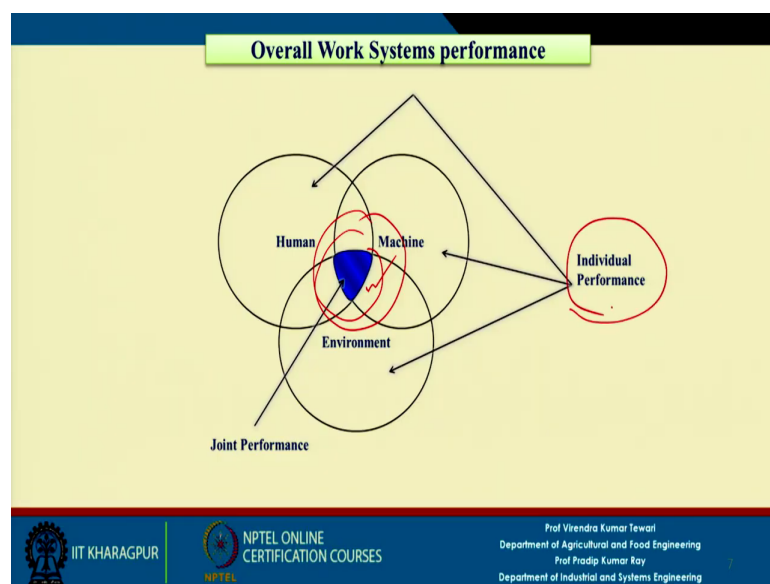 Overall Work Systems performance
Human
Machine
Individual
Performance
Environment
Joint Performance
IIT KHARAGPUR
NPTEL
NPTEL ONLINE
CERTIFICATION COURSES
Prof Virendra Kumar Tewari
Department of Agricultural and Food Engineering
Prof Pradip Kumar Ray
Department of Industrial and Systems Engineering
7